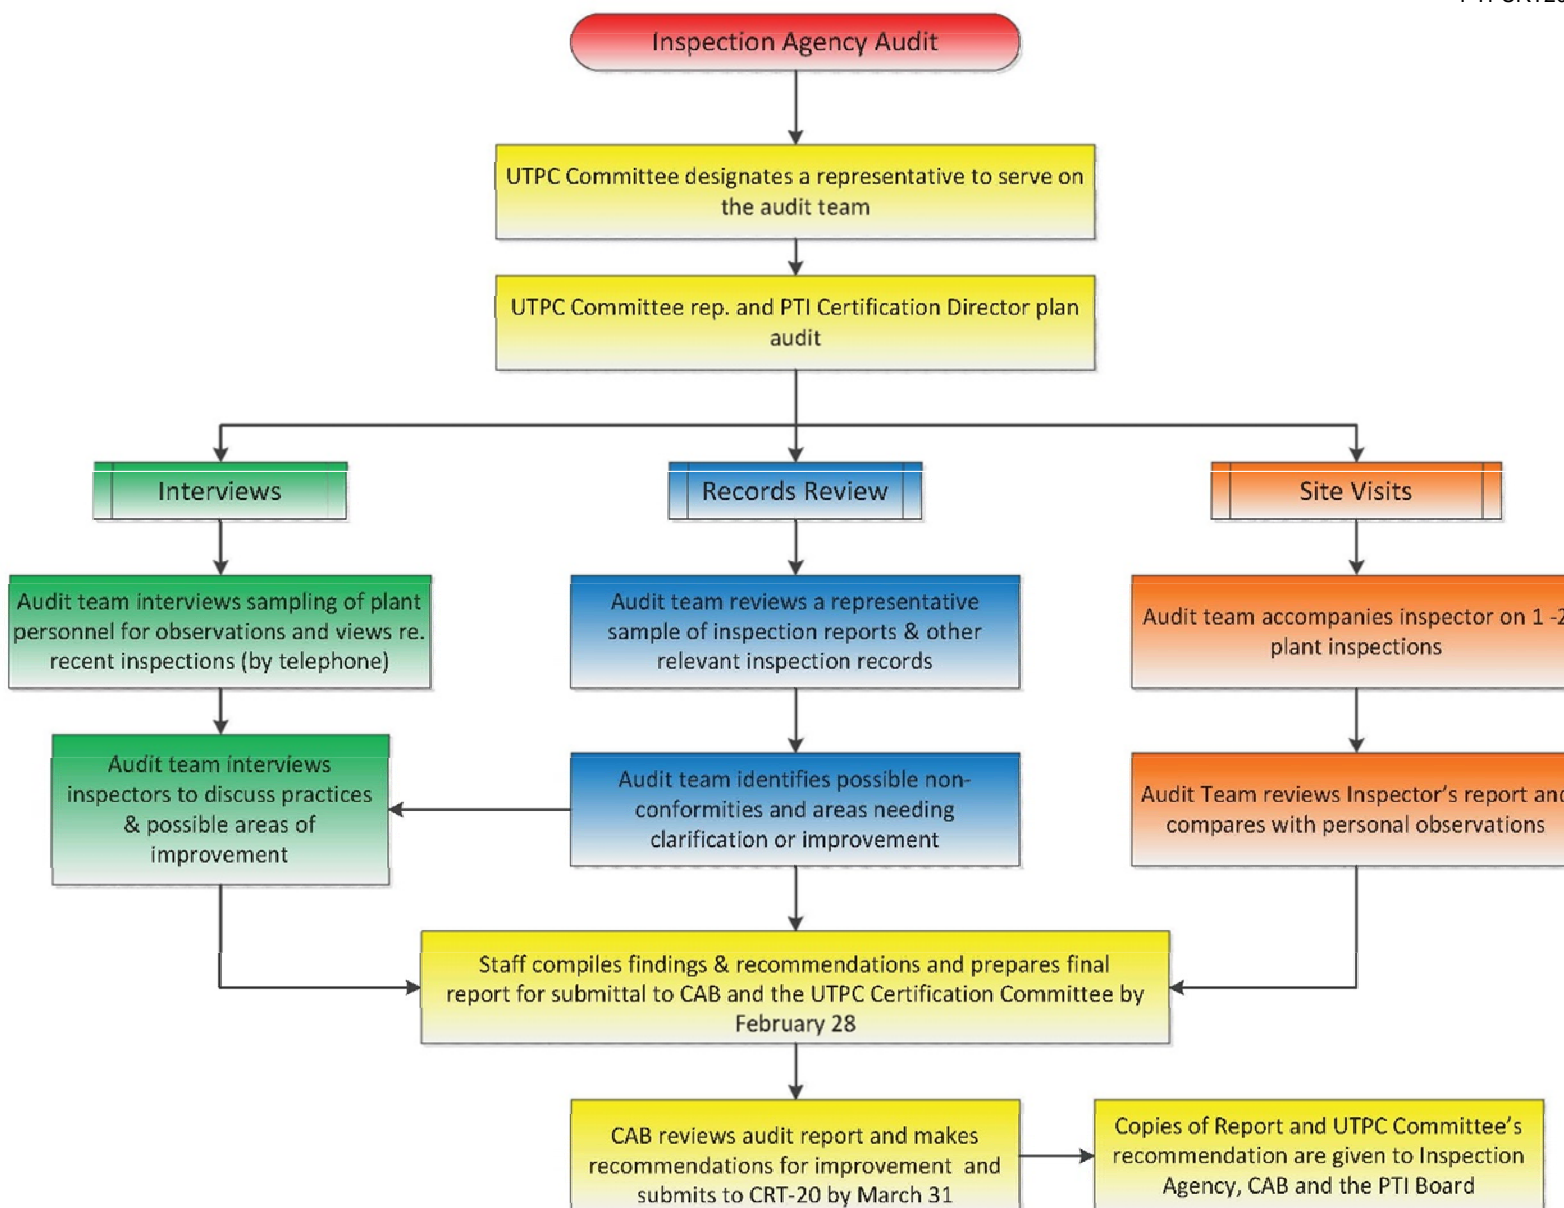 Inspection Agency Audit
UTPC Committee designates a representative to serve on
the audit team
UTPC Committee rep. and PTI Certification Director plan
audit
Interviews
Records Review
Site Visits
Audit team interviews sampling of plant
personnel for observations and views re.
recent inspections (by telephone)
Audit team reviews a representative
sample of inspection reports & other
relevant inspection records
Audit team accompanies inspector on 1 -2
plant inspections
Audit team interviews
inspectors to discuss practices
& possible areas of
improvement
Audit team identifies possible non-
conformities and areas needing
clarification or improvement
Audit Team reviews Inspector's report and
compares with personal observations
Staff compiles findings & recommendations and prepares final
report for submittal to CAB and the UTPC Certification Committee by
February 28
CAB reviews audit report and makes
recommendations for improvement and
submits to CRT-20 by March 31
Copies of Report and UTPC Committee's
recommendation are given to Inspection
Agency, CAB and the PTI Board